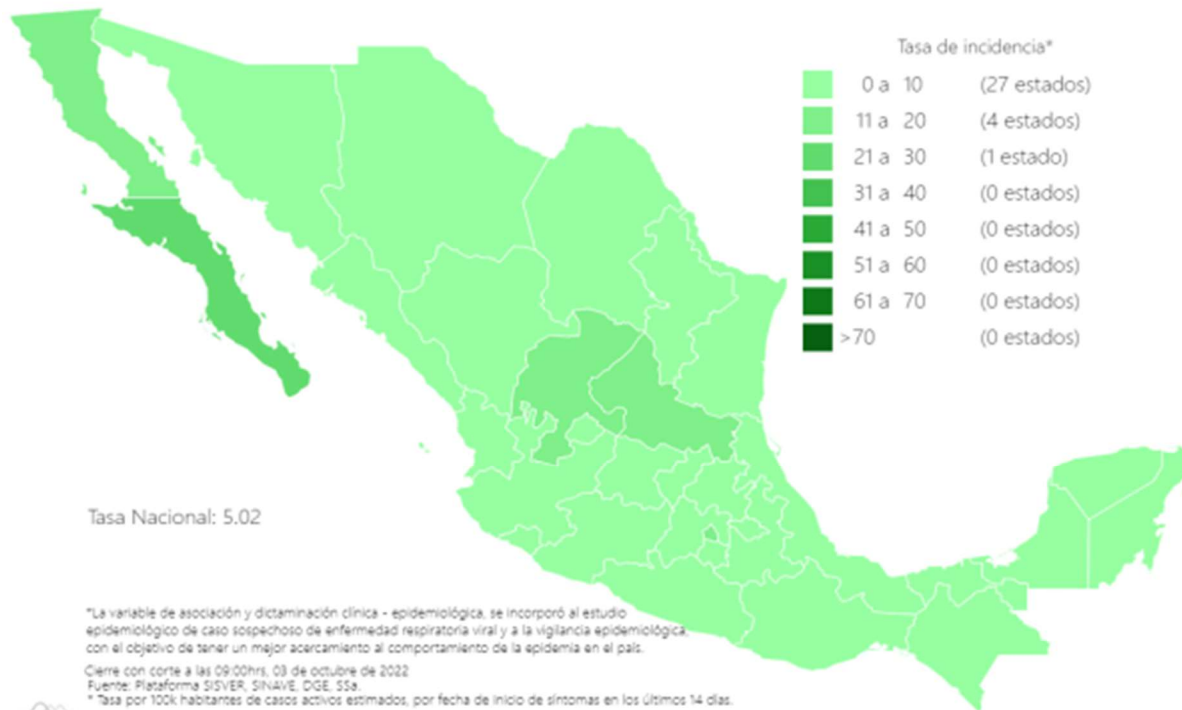 Tasa de incidencia*
0 a 10 (27 estados)
11 a 20 (4 estados)
21 a 30 (1 estado)
31 a 40 (0 estados)
41 a 50 (0 estados)
51 a 60 (0 estados)
61 a 70 (0 estados)
>70 (0 estados)
Tasa Nacional: 5.02
*La variable de asociación y dictaminación clínica - epidemiológica, se incorporó al estudio
epidemiológico de caso sospechoso de enfermedad respiratoria viral y a la vigilancia epidemiológica,
con el objetivo de tener un mejor acercamiento al comportamiento de la epidemia en el país.
Cierre con corte a las 09:00hrs, 03 de octubre de 2022
Fuente: Plataforma SISVER, SINAVE, DGE, SSa.
* Tasa por 100k habitantes de casos activos estimados, por fecha de inicio de síntomas en los últimos 14 días.